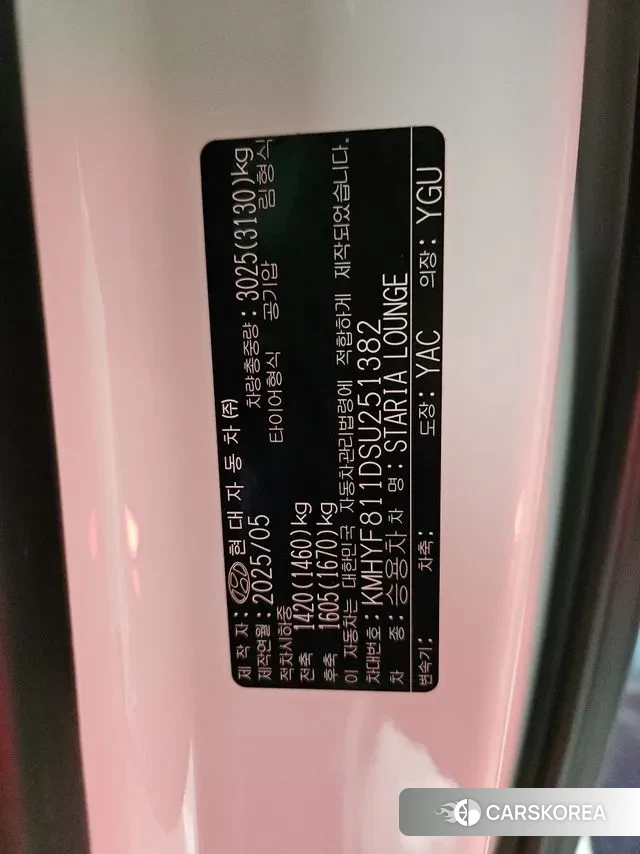 제 작 자: 현 대 자 동 차 (주)
제작연월: 2025/05 차량총중량: 3025(3130)kg
적차시하중 타이어형식 공기압 림형식
전축 1420(1460)kg
후축 1605(1670)kg
이 자동차는 대한민국 자동차관리법령에 적합하게 제작되었습니다.
차대번호: KMHYF811DSU251382
차 종: 승용차 차 명: STARIA LOUNGE
변속기: 차축: 도장: YAC 의장: YGU
CARSKOREA